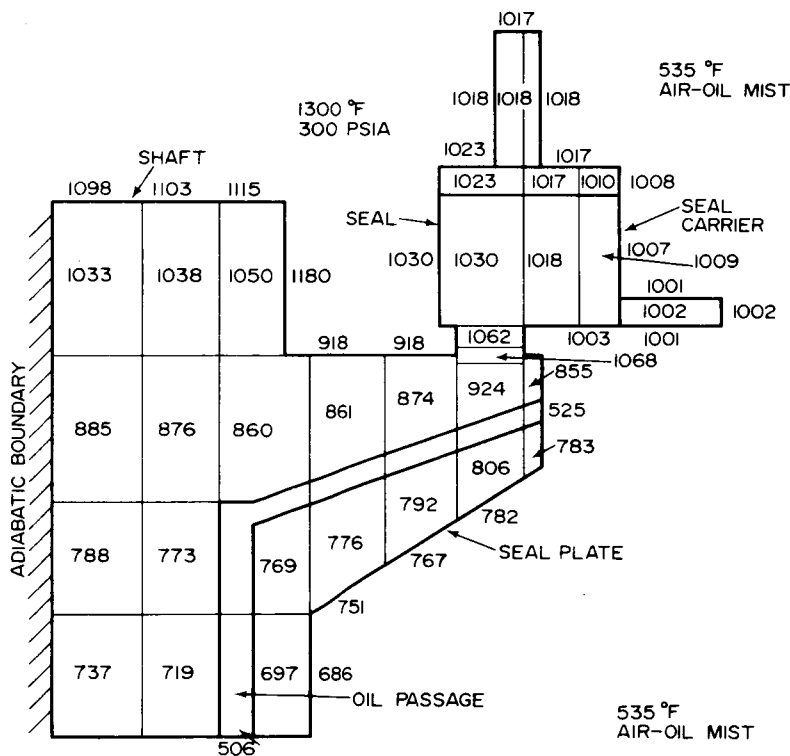 1017
535 °F
AIR-OIL MIST
1018 1018 1018
1300 °F
300 PSIA
1023 1017
SHAFT
1098 1103 1115
1023 1017 1010 1008
SEAL
SEAL
CARRIER
1033 1038 1050 1180
1030 1030 1018 1007
1009
1001
1002 1002
1062 1003 1001
918 918
1068
855
885 876 860 861 874 924
525
783
806
ADIABATIC BOUNDARY
788 773 769 776 792 782
SEAL PLATE
767
751
737 719 697 686
OIL PASSAGE
506
535 °F
AIR-OIL MIST